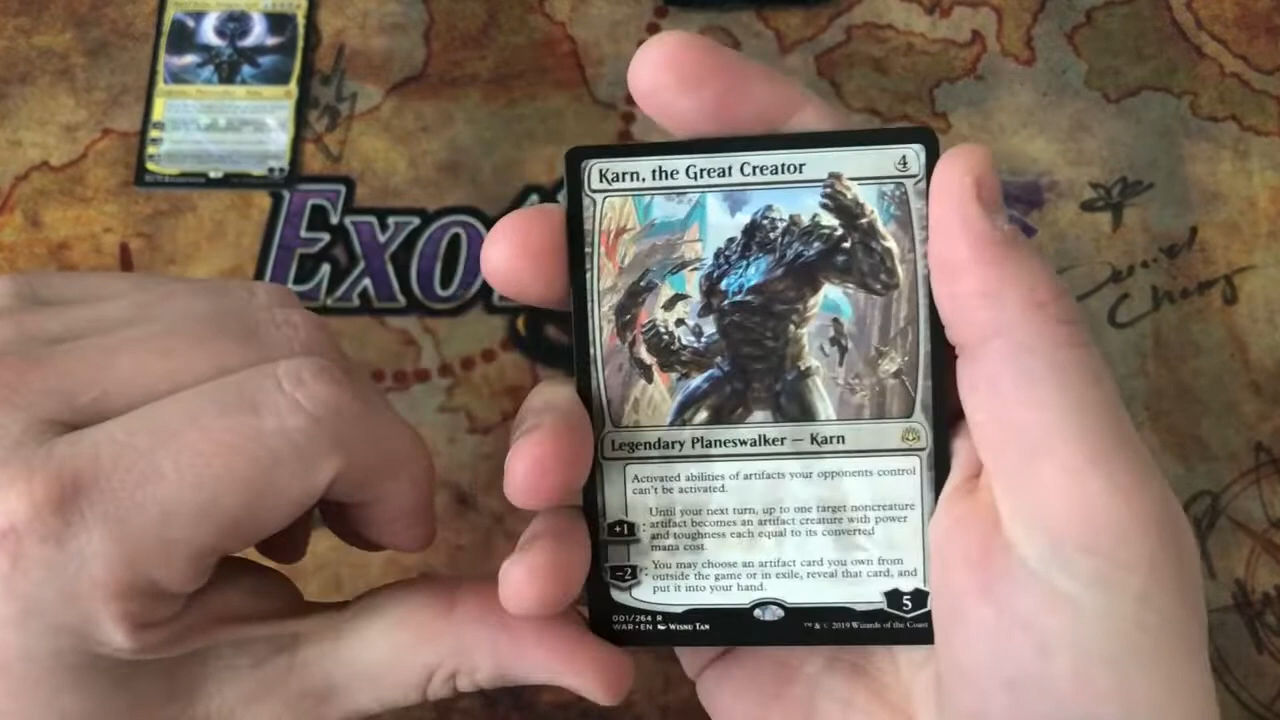 Karn, the Great Creator 4
Exo
Daniel
Chang
Legendary Planeswalker — Karn
Activated abilities of artifacts your opponents control
can't be activated.
+1: Until your next turn, up to one target noncreature
artifact becomes an artifact creature with power
and toughness each equal to its converted
mana cost.
−2: You may choose an artifact card you own from
outside the game or in exile, reveal that card, and
put it into your hand.
5
001/264 R
WAR • EN Wisnu Tan
™ & © 2019 Wizards of the Coast